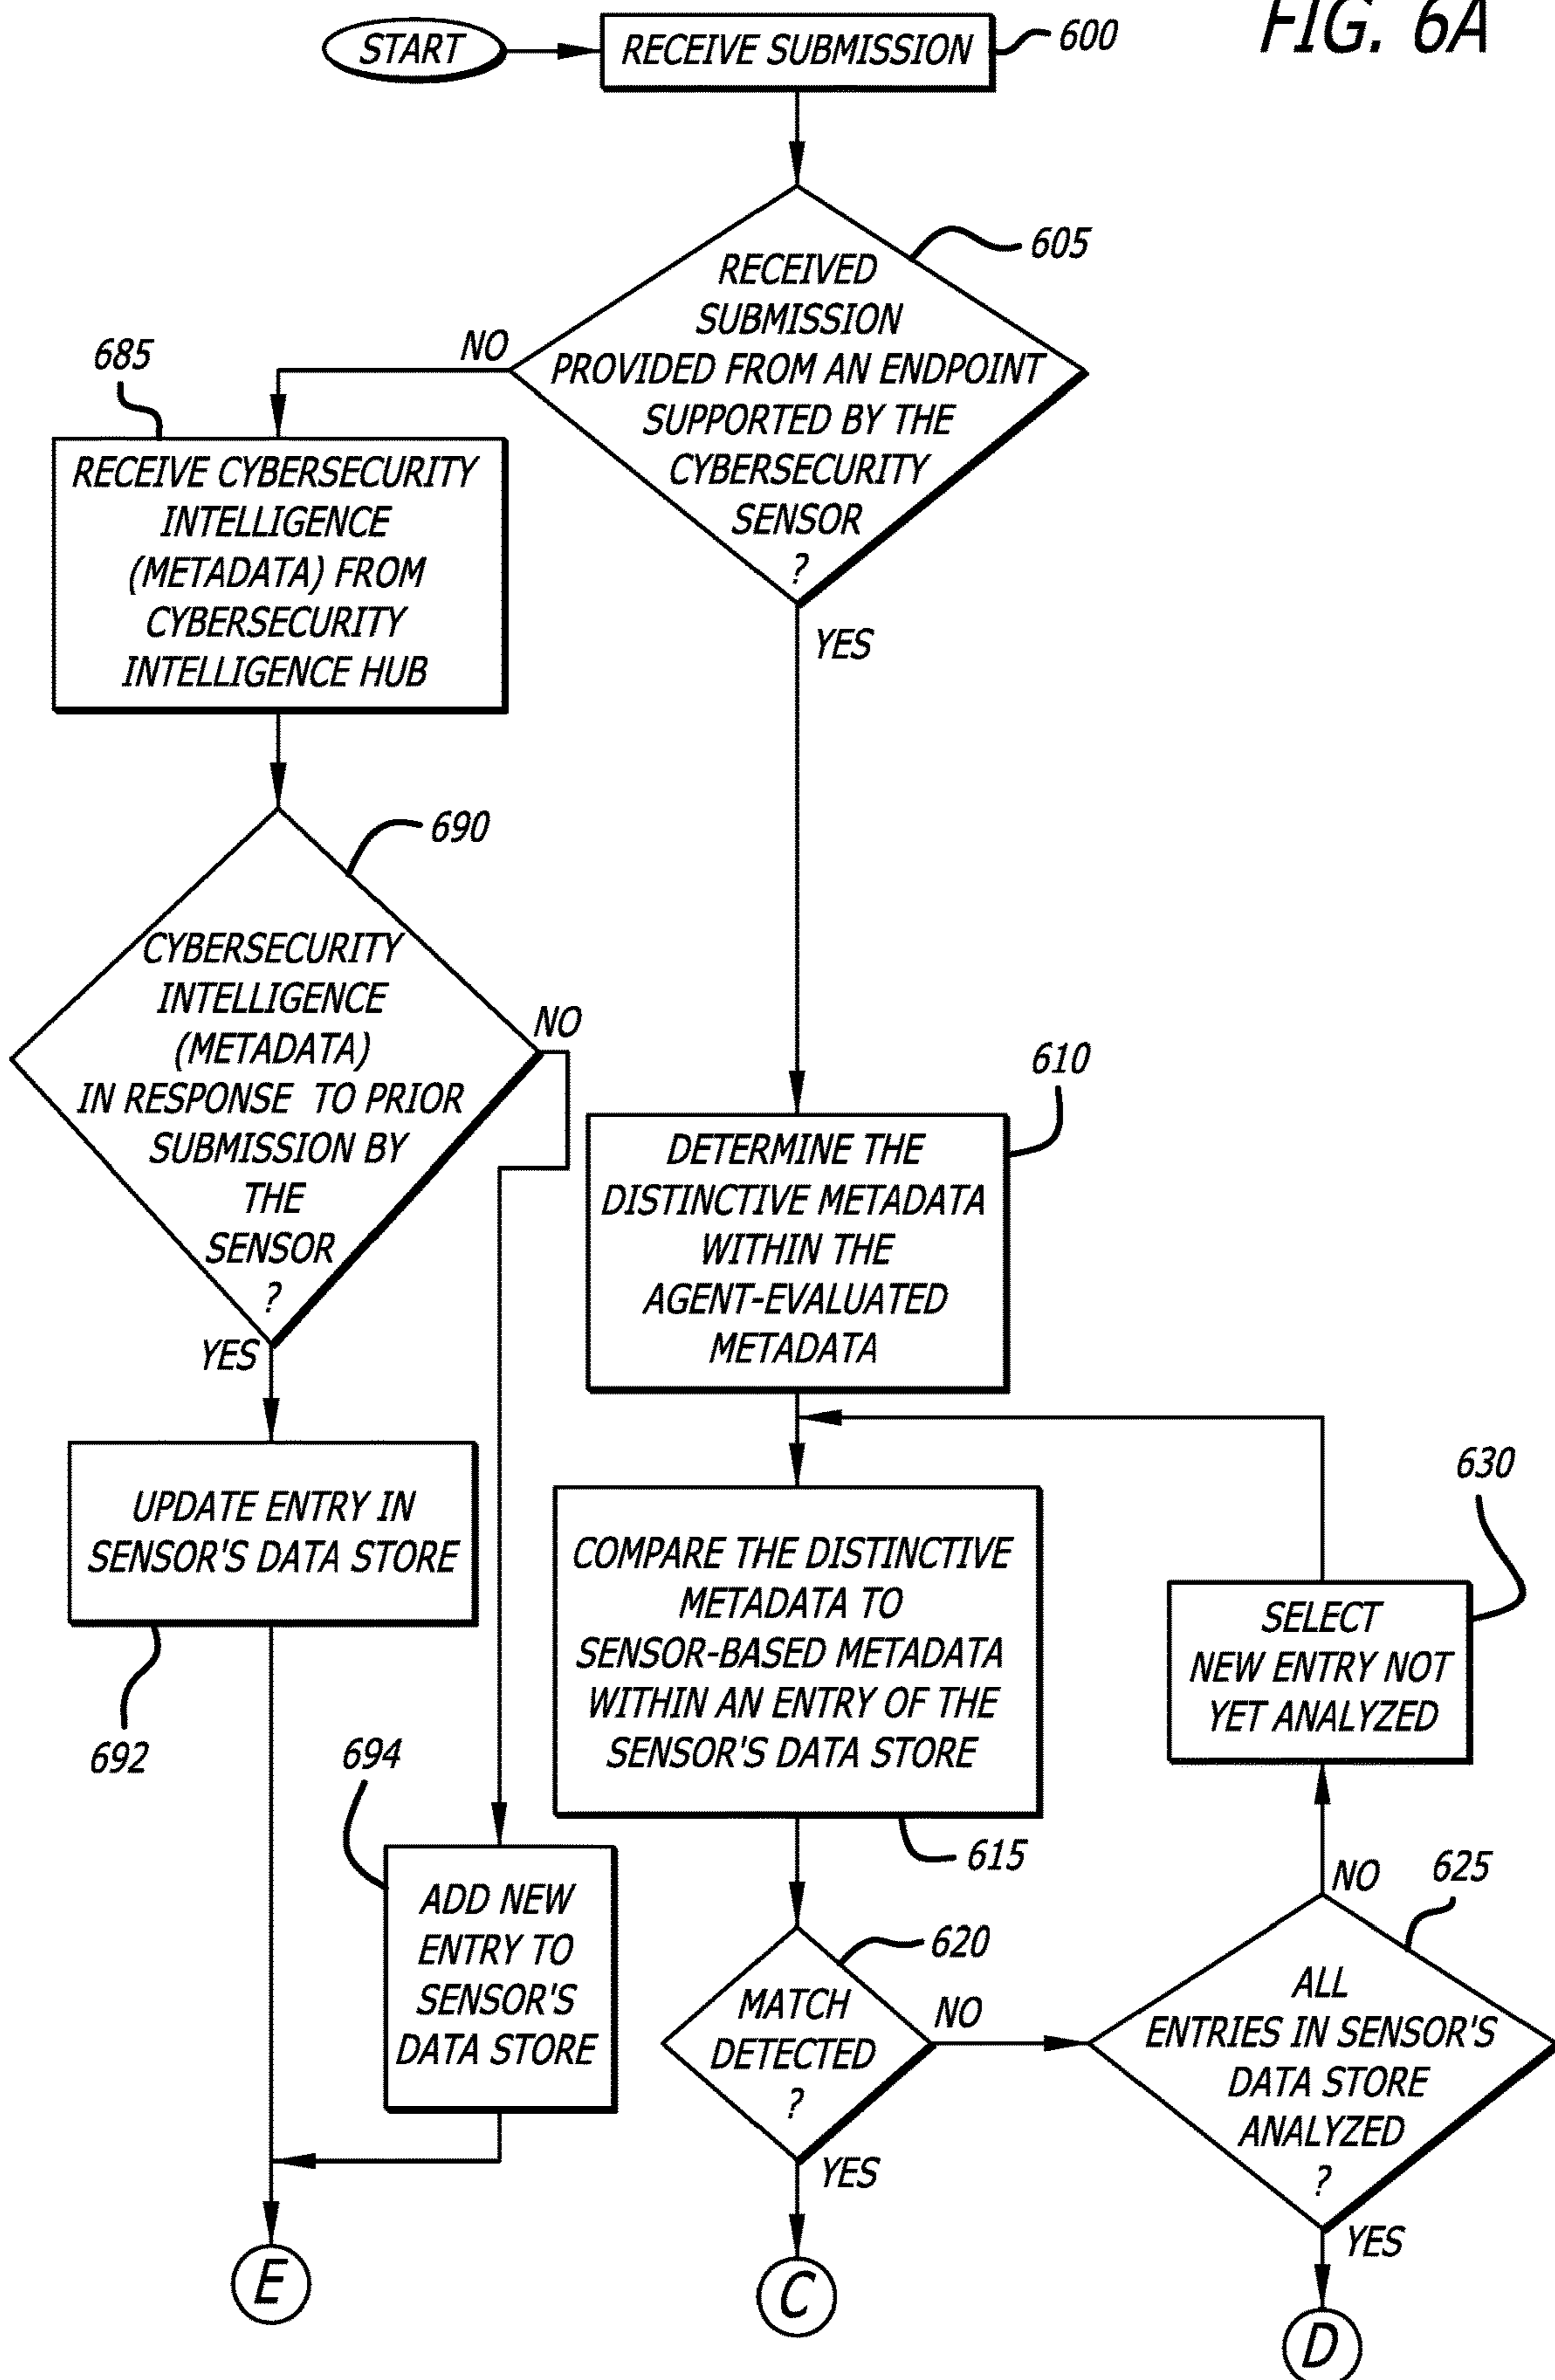 FIG. 6A
START
RECEIVE SUBMISSION
600
RECEIVED
SUBMISSION
PROVIDED FROM AN ENDPOINT
SUPPORTED BY THE
CYBERSECURITY
SENSOR
?
605
NO
YES
685
RECEIVE CYBERSECURITY
INTELLIGENCE
(METADATA) FROM
CYBERSECURITY
INTELLIGENCE HUB
690
CYBERSECURITY
INTELLIGENCE
(METADATA)
IN RESPONSE TO PRIOR
SUBMISSION BY
THE
SENSOR
?
NO
YES
610
DETERMINE THE
DISTINCTIVE METADATA
WITHIN THE
AGENT-EVALUATED
METADATA
UPDATE ENTRY IN
SENSOR'S DATA STORE
692
694
ADD NEW
ENTRY TO
SENSOR'S
DATA STORE
COMPARE THE DISTINCTIVE
METADATA TO
SENSOR-BASED METADATA
WITHIN AN ENTRY OF THE
SENSOR'S DATA STORE
615
630
SELECT
NEW ENTRY NOT
YET ANALYZED
620
MATCH
DETECTED
?
NO
YES
NO
625
ALL
ENTRIES IN SENSOR'S
DATA STORE
ANALYZED
?
YES
E
C
D